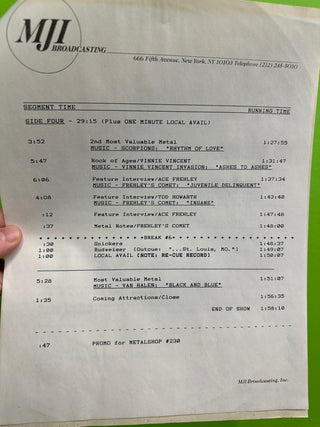 MJI
BROADCASTING
666 Fifth Avenue, New York, NY 10103 Telephone (212) 245-5010
SEGMENT TIME RUNNING TIME
SIDE FOUR - 29:15 (Plus ONE MINUTE LOCAL AVAIL)
3:52 2nd Most Valuable Metal 1:27:55
MUSIC - SCORPIONS: "RHYTHM OF LOVE"
5:47 Rock of Ages/VINNIE VINCENT 1:31:47
MUSIC - VINNIE VINCENT INVASION: "ASHES TO ASHES"
6:06 Feature Interview/ACE FREHLEY 1:37:34
MUSIC - FREHLEY'S COMET: "JUVENILE DELINQUENT"
4:08 Feature Interview/TOD HOWARTH 1:43:40
MUSIC - FREHLEY'S COMET: "INSANE"
:12 Feature Interview/ACE FREHLEY 1:47:48
:37 Metal Notes/FREHLEY'S COMET 1:48:00
BREAK #6
:30 Snickers 1:48:37
1:00 Budweiser (Outcue: "...St. Louis, MO.") 1:49:07
1:00 LOCAL AVAIL (NOTE: RE-CUE RECORD) 1:50:07
5:28 Most Valuable Metal 1:51:07
MUSIC - VAN HALEN: "BLACK AND BLUE"
1:35 Coming Attractions/Close 1:56:35
END OF SHOW 1:58:10
:47 PROMO for METALSHOP #230
MJI Broadcasting, Inc.